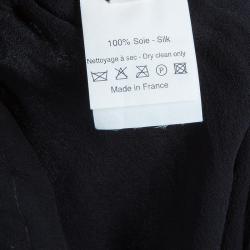 100% Soie - Silk
Nettoyage à sec - Dry clean only
P
Made in France